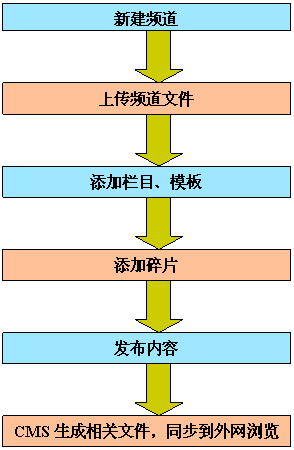 新建频道
上传频道文件
添加栏目、模板
添加碎片
发布内容
CMS 生成相关文件，同步到外网浏览